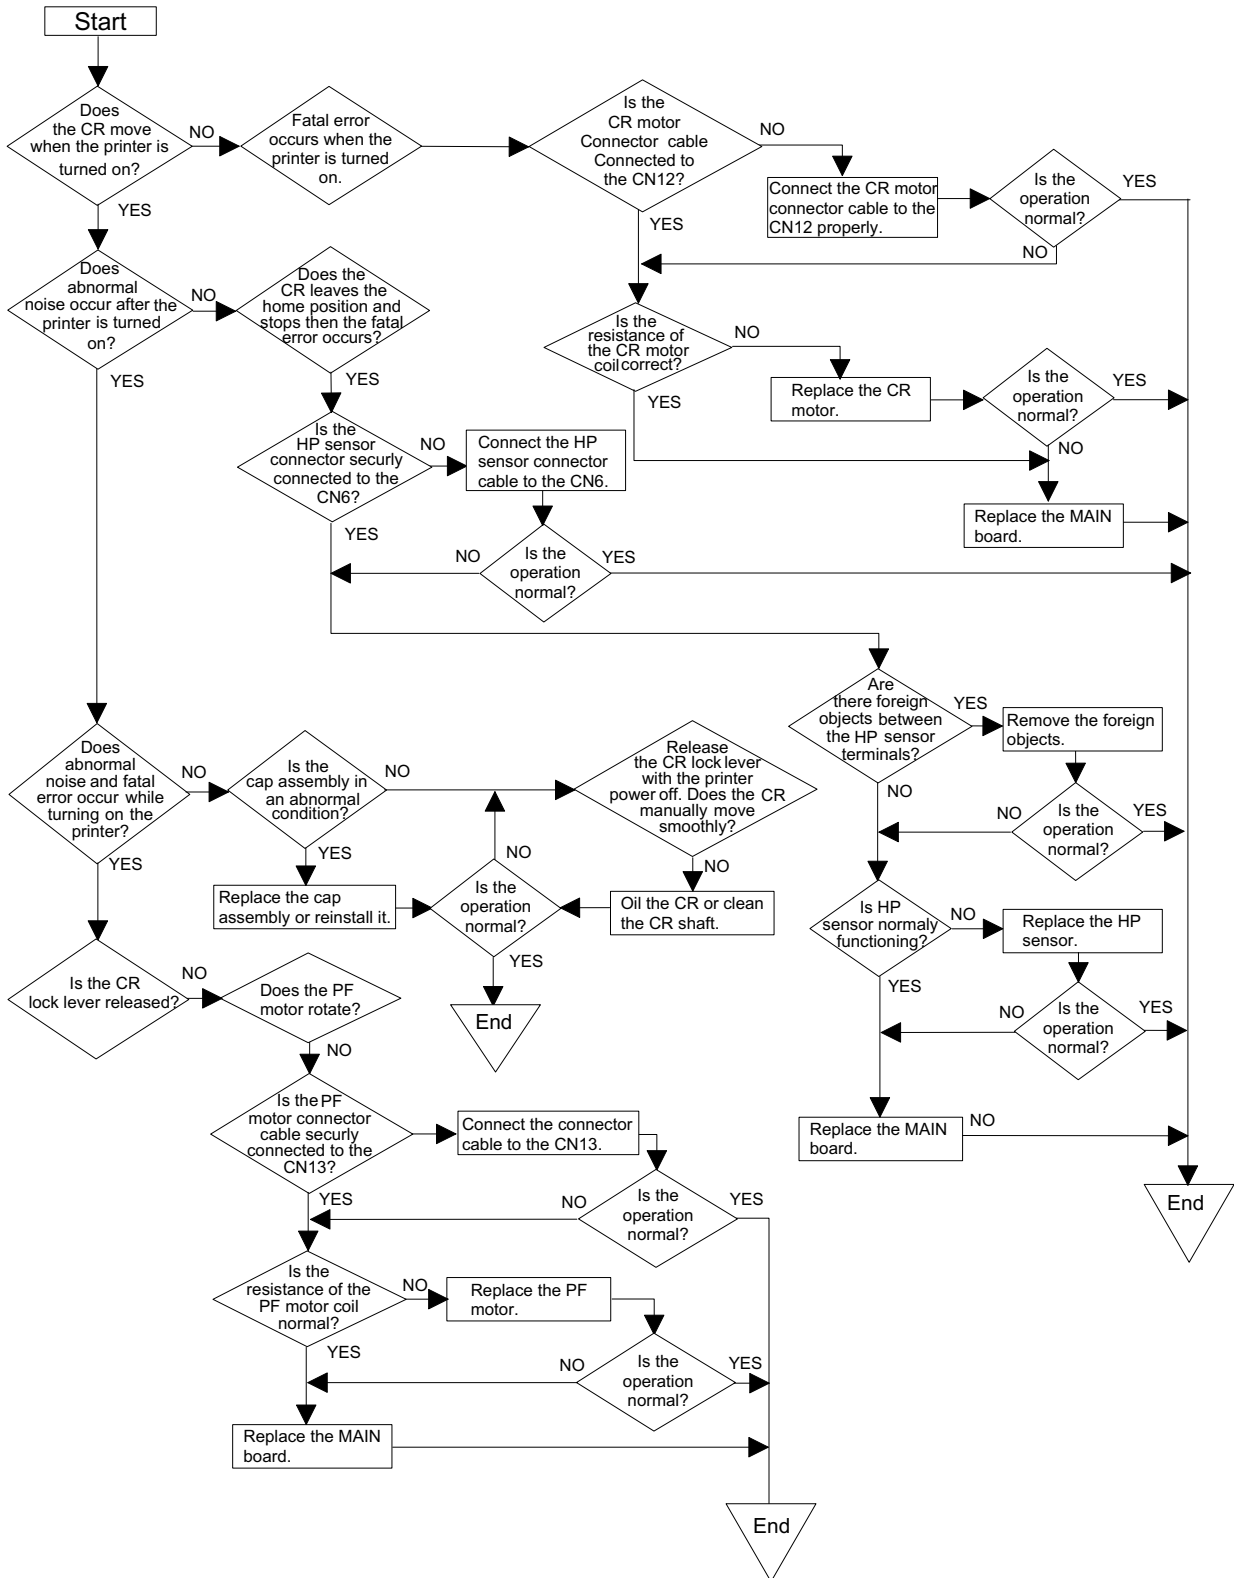 Start
Does
the CR move
when the printer is
turned on?
NO
YES
Fatal error
occurs when the
printer is turned
on.
Is the
CR motor
Connector cable
Connected to
the CN12?
NO
YES
Connect the CR motor
connector cable to the
CN12 properly.
Is the
operation
normal?
YES
NO
Does
abnormal
noise occur after the
printer is turned
on?
NO
YES
Does the
CR leaves the
home position and
stops then the fatal
error occurs?
YES
Is the
resistance of
the CR motor
coil correct?
NO
YES
Replace the CR
motor.
Is the
operation
normal?
YES
NO
Replace the MAIN
board.
Is the
HP sensor
connector securly
connected to the
CN6?
NO
YES
Connect the HP
sensor connector
cable to the CN6.
Is the
operation
normal?
NO
YES
Are
there foreign
objects between
the HP sensor
terminals?
YES
NO
Remove the foreign
objects.
Is the
operation
normal?
NO
YES
Does
abnormal
noise and fatal
error occur while
turning on the
printer?
NO
YES
Is the
cap assembly in
an abnormal
condition?
NO
YES
Release
the CR lock lever
with the printer
power off. Does the CR
manually move
smoothly?
NO
Replace the cap
assembly or reinstall it.
Is the
operation
normal?
NO
YES
Oil the CR or clean
the CR shaft.
End
Is HP
sensor normaly
functioning?
NO
YES
Replace the HP
sensor.
Is the
operation
normal?
NO
YES
Replace the MAIN
board.
NO
End
Is the CR
lock lever released?
NO
Does the PF
motor rotate?
NO
Is the PF
motor connector
cable securly
connected to the
CN13?
YES
Connect the connector
cable to the CN13.
Is the
operation
normal?
NO
YES
Is the
resistance of the
PF motor coil
normal?
NO
YES
Replace the PF
motor.
Is the
operation
normal?
NO
YES
Replace the MAIN
board.
End